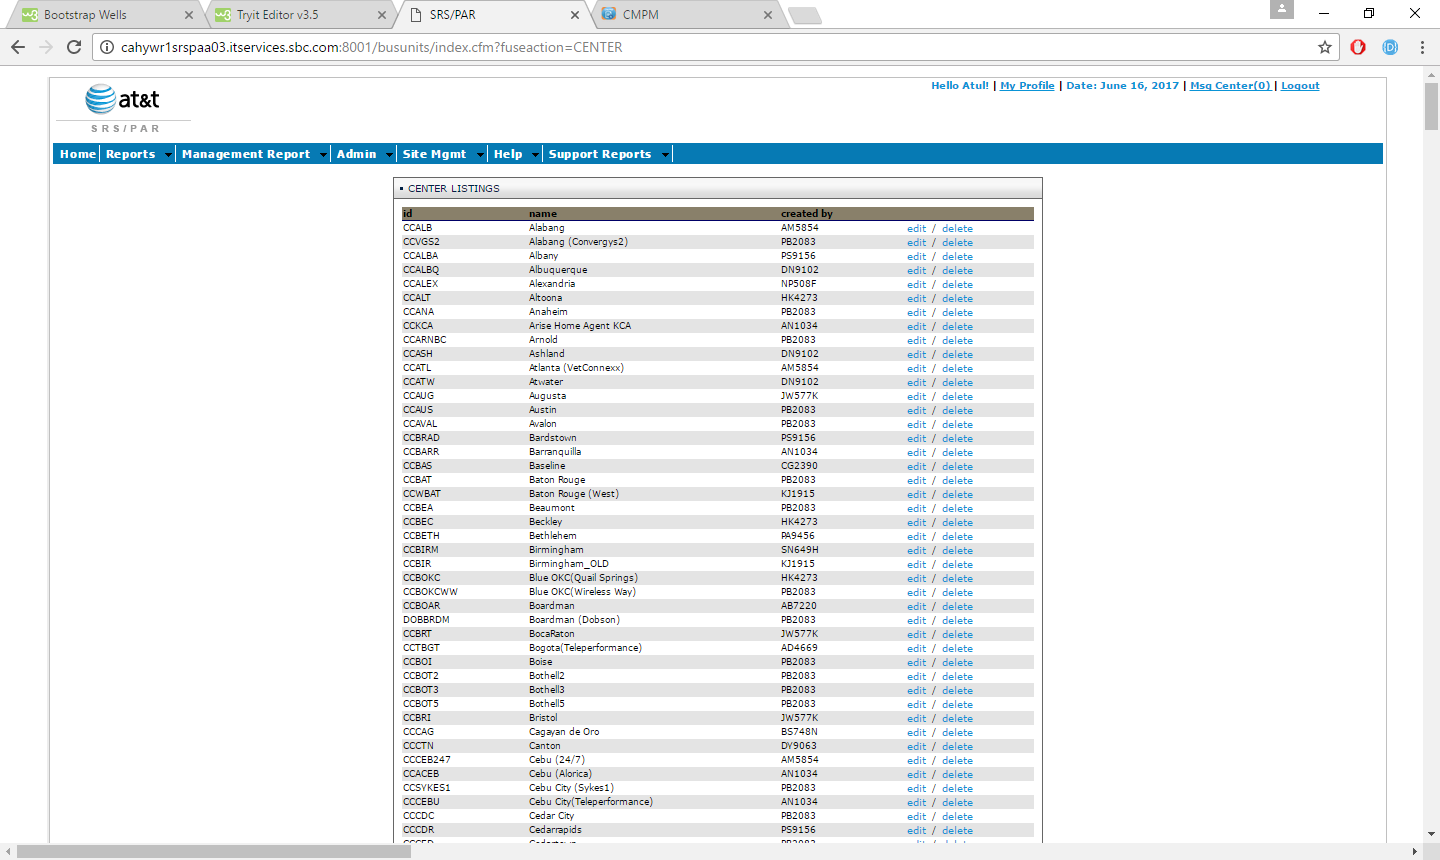 Bootstrap Wells
Tryit Editor v3.5
SRS/PAR
CMPM
cahywr1srspaa03.itservices.sbc.com:8001/busunits/index.cfm?fuseaction=CENTER
at&t
SRS/PAR
Hello Atul! | My Profile | Date: June 16, 2017 | Msg Center(0) | Logout
Home Reports Management Report Admin Site Mgmt Help Support Reports
CENTER LISTINGS
id name created by
CCALB Alabang AM5854 edit / delete
CCVGS2 Alabang (Convergys2) PB2083 edit / delete
CCALBA Albany PS9156 edit / delete
CCALBQ Albuquerque DN9102 edit / delete
CCALEX Alexandria NP508F edit / delete
CCALT Altoona HK4273 edit / delete
CCANA Anaheim PB2083 edit / delete
CCKCA Arise Home Agent KCA AN1034 edit / delete
CCARNBC Arnold PB2083 edit / delete
CCASH Ashland DN9102 edit / delete
CCATL Atlanta (VetConnexx) AM5854 edit / delete
CCATW Atwater DN9102 edit / delete
CCAUG Augusta JW577K edit / delete
CCAUS Austin PB2083 edit / delete
CCAVAL Avalon PB2083 edit / delete
CCBRAD Bardstown PS9156 edit / delete
CCBARR Barranquilla AN1034 edit / delete
CCBAS Baseline CG2390 edit / delete
CCBAT Baton Rouge PB2083 edit / delete
CCWBAT Baton Rouge (West) KJ1915 edit / delete
CCBEA Beaumont PB2083 edit / delete
CCBEC Beckley HK4273 edit / delete
CCBETH Bethlehem PA9456 edit / delete
CCBIRM Birmingham SN649H edit / delete
CCBIR Birmingham_OLD KJ1915 edit / delete
CCBOKC Blue OKC(Quail Springs) HK4273 edit / delete
CCBOKCWW Blue OKC(Wireless Way) PB2083 edit / delete
CCBOAR Boardman AB7220 edit / delete
DOBBRDM Boardman (Dobson) PB2083 edit / delete
CCBRT BocaRaton JW577K edit / delete
CCTBGT Bogota(Teleperformance) AD4669 edit / delete
CCBOI Boise PB2083 edit / delete
CCBOT2 Bothell2 PB2083 edit / delete
CCBOT3 Bothell3 PB2083 edit / delete
CCBOT5 Bothell5 PB2083 edit / delete
CCBRI Bristol JW577K edit / delete
CCCAG Cagayan de Oro BS748N edit / delete
CCCTN Canton DY9063 edit / delete
CCCEB247 Cebu (24/7) AM5854 edit / delete
CCACEB Cebu (Alorica) AN1034 edit / delete
CCSYKES1 Cebu City (Sykes1) PB2083 edit / delete
CCCEBU Cebu City(Teleperformance) AN1034 edit / delete
CCCDC Cedar City PB2083 edit / delete
CCCDR Cedarrapids PS9156 edit / delete